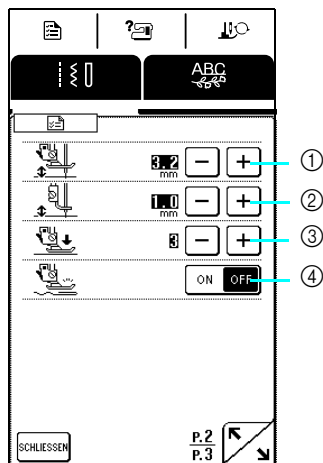 ?
ABC
3.2 − + ①
mm
1.0 − + ②
mm
3 − + ③
ON OFF ④
SCHLIESSEN
P.2
P.3